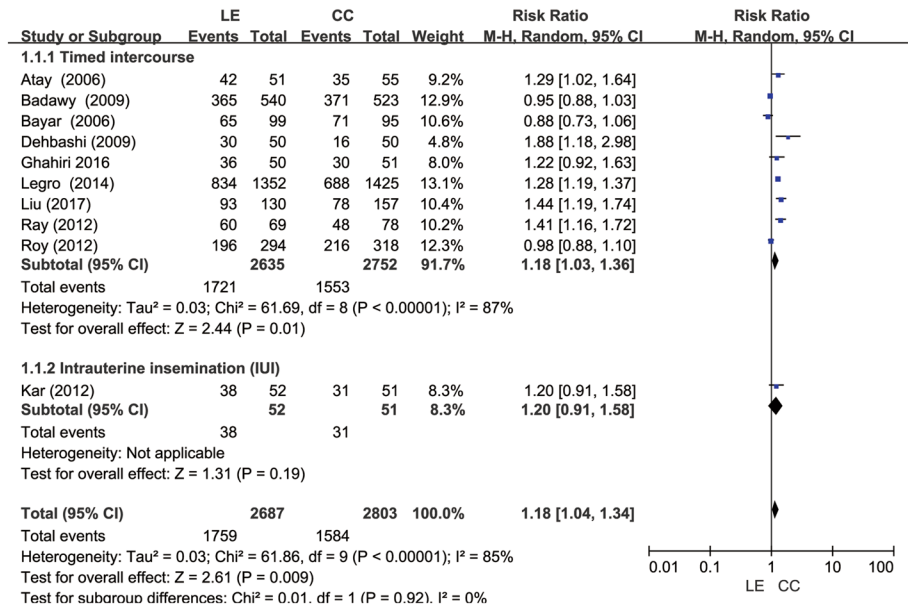 LE CC Risk Ratio Risk Ratio
Study or Subgroup Events Total Events Total Weight M-H, Random, 95% CI M-H, Random, 95% CI
1.1.1 Timed intercourse
Atay (2006) 42 51 35 55 9.2% 1.29 [1.02, 1.64]
Badawy (2009) 365 540 371 523 12.9% 0.95 [0.88, 1.03]
Bayar (2006) 65 99 71 95 10.6% 0.88 [0.73, 1.06]
Dehbashi (2009) 30 50 16 50 4.8% 1.88 [1.18, 2.98]
Ghahiri 2016 36 50 30 51 8.0% 1.22 [0.92, 1.63]
Legro (2014) 834 1352 688 1425 13.1% 1.28 [1.19, 1.37]
Liu (2017) 93 130 78 157 10.4% 1.44 [1.19, 1.74]
Ray (2012) 60 69 48 78 10.2% 1.41 [1.16, 1.72]
Roy (2012) 196 294 216 318 12.3% 0.98 [0.88, 1.10]
Subtotal (95% CI) 2635 2752 91.7% 1.18 [1.03, 1.36]
Total events 1721 1553
Heterogeneity: Tau² = 0.03; Chi² = 61.69, df = 8 (P < 0.00001); I² = 87%
Test for overall effect: Z = 2.44 (P = 0.01)
1.1.2 Intrauterine insemination (IUI)
Kar (2012) 38 52 31 51 8.3% 1.20 [0.91, 1.58]
Subtotal (95% CI) 52 51 8.3% 1.20 [0.91, 1.58]
Total events 38 31
Heterogeneity: Not applicable
Test for overall effect: Z = 1.31 (P = 0.19)
Total (95% CI) 2687 2803 100.0% 1.18 [1.04, 1.34]
Total events 1759 1584
Heterogeneity: Tau² = 0.03; Chi² = 61.86, df = 9 (P < 0.00001); I² = 85%
Test for overall effect: Z = 2.61 (P = 0.009)
Test for subgroup differences: Chi² = 0.01, df = 1 (P = 0.92), I² = 0%
0.01 0.1 1 10 100
LE CC